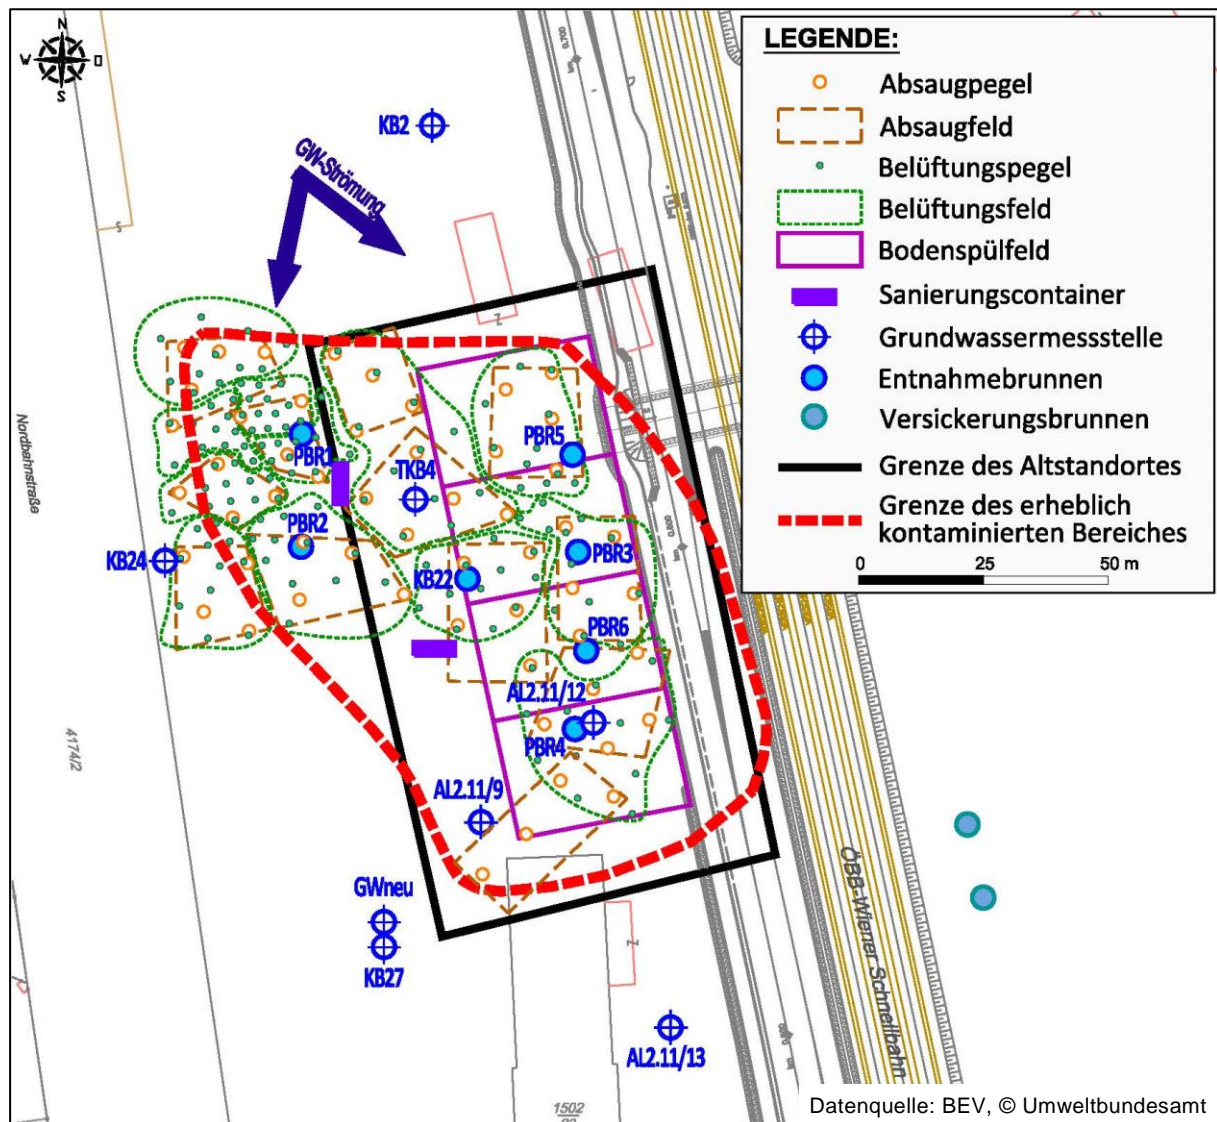 LEGENDE:
Absaugpegel
Absaugfeld
Belüftungspegel
Belüftungsfeld
Bodenspülfeld
Sanierungscontainer
Grundwassermessstelle
Entnahmebrunnen
Versickerungsbrunnen
Grenze des Altstandortes
Grenze des erheblich
kontaminierten Bereiches
0 25 50 m
N
W O
S
KB2
GW-Strömung
Nordbahnstraße
PBR1
PBR5
TKB4
PBR2
KB24
PBR3
KB22
PBR6
AL2.11/12
PBR4
4174/2
AL2.11/9
GWneu
KB27
AL2.11/13
ÖBB-Wiener Schnellbahn
1502
Datenquelle: BEV, © Umweltbundesamt